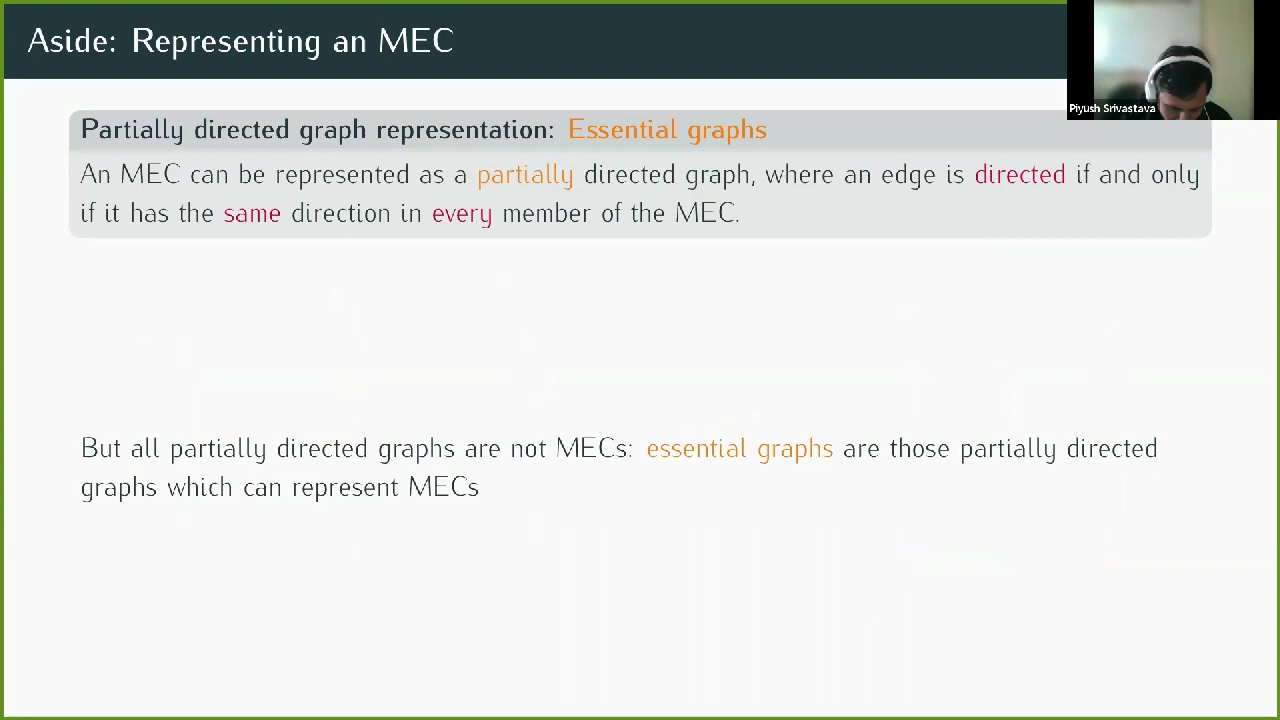 Aside: Representing an MEC
Piyush Srivastava
Partially directed graph representation: Essential graphs
An MEC can be represented as a partially directed graph, where an edge is directed if and only
if it has the same direction in every member of the MEC.
But all partially directed graphs are not MECs: essential graphs are those partially directed
graphs which can represent MECs